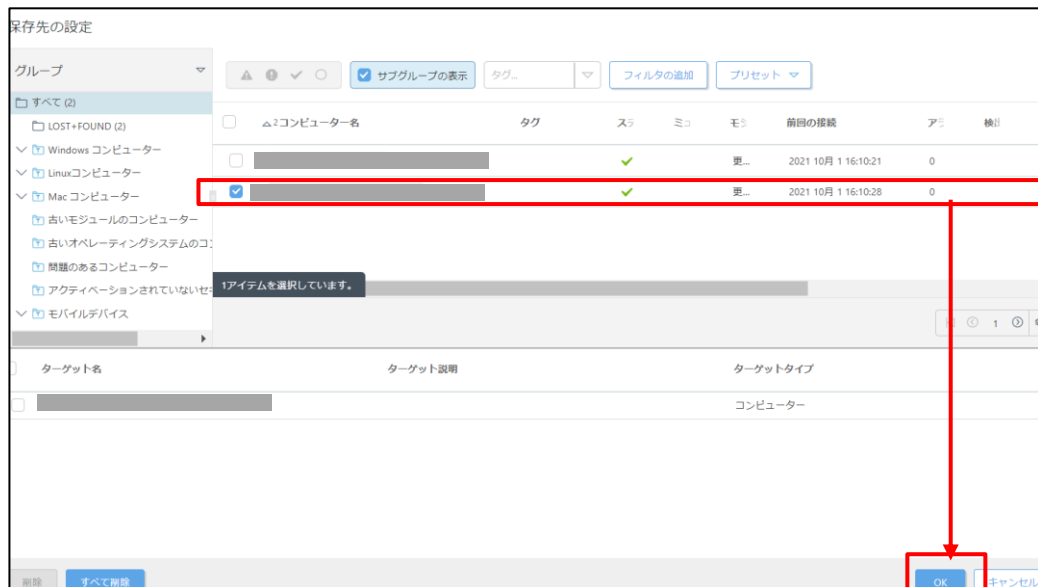 保存先の設定
グループ
サブグループの表示
タグ...
フィルタの追加
プリセット
すべて (2)
LOST+FOUND (2)
Windows コンピューター
Linuxコンピューター
Mac コンピューター
古いモジュールのコンピューター
古いオペレーティングシステムのコ
問題のあるコンピューター
アクティベーションされていないセ
モバイルデバイス
2コンピューター名 タグ ステ ミュ モ 前回の接続 ア 検
更... 2021 10月 1 16:10:21 0
更... 2021 10月 1 16:10:28 0
1アイテムを選択しています。
1
ターゲット名 ターゲット説明 ターゲットタイプ
コンピューター
削除 すべて削除 OK キャンセル